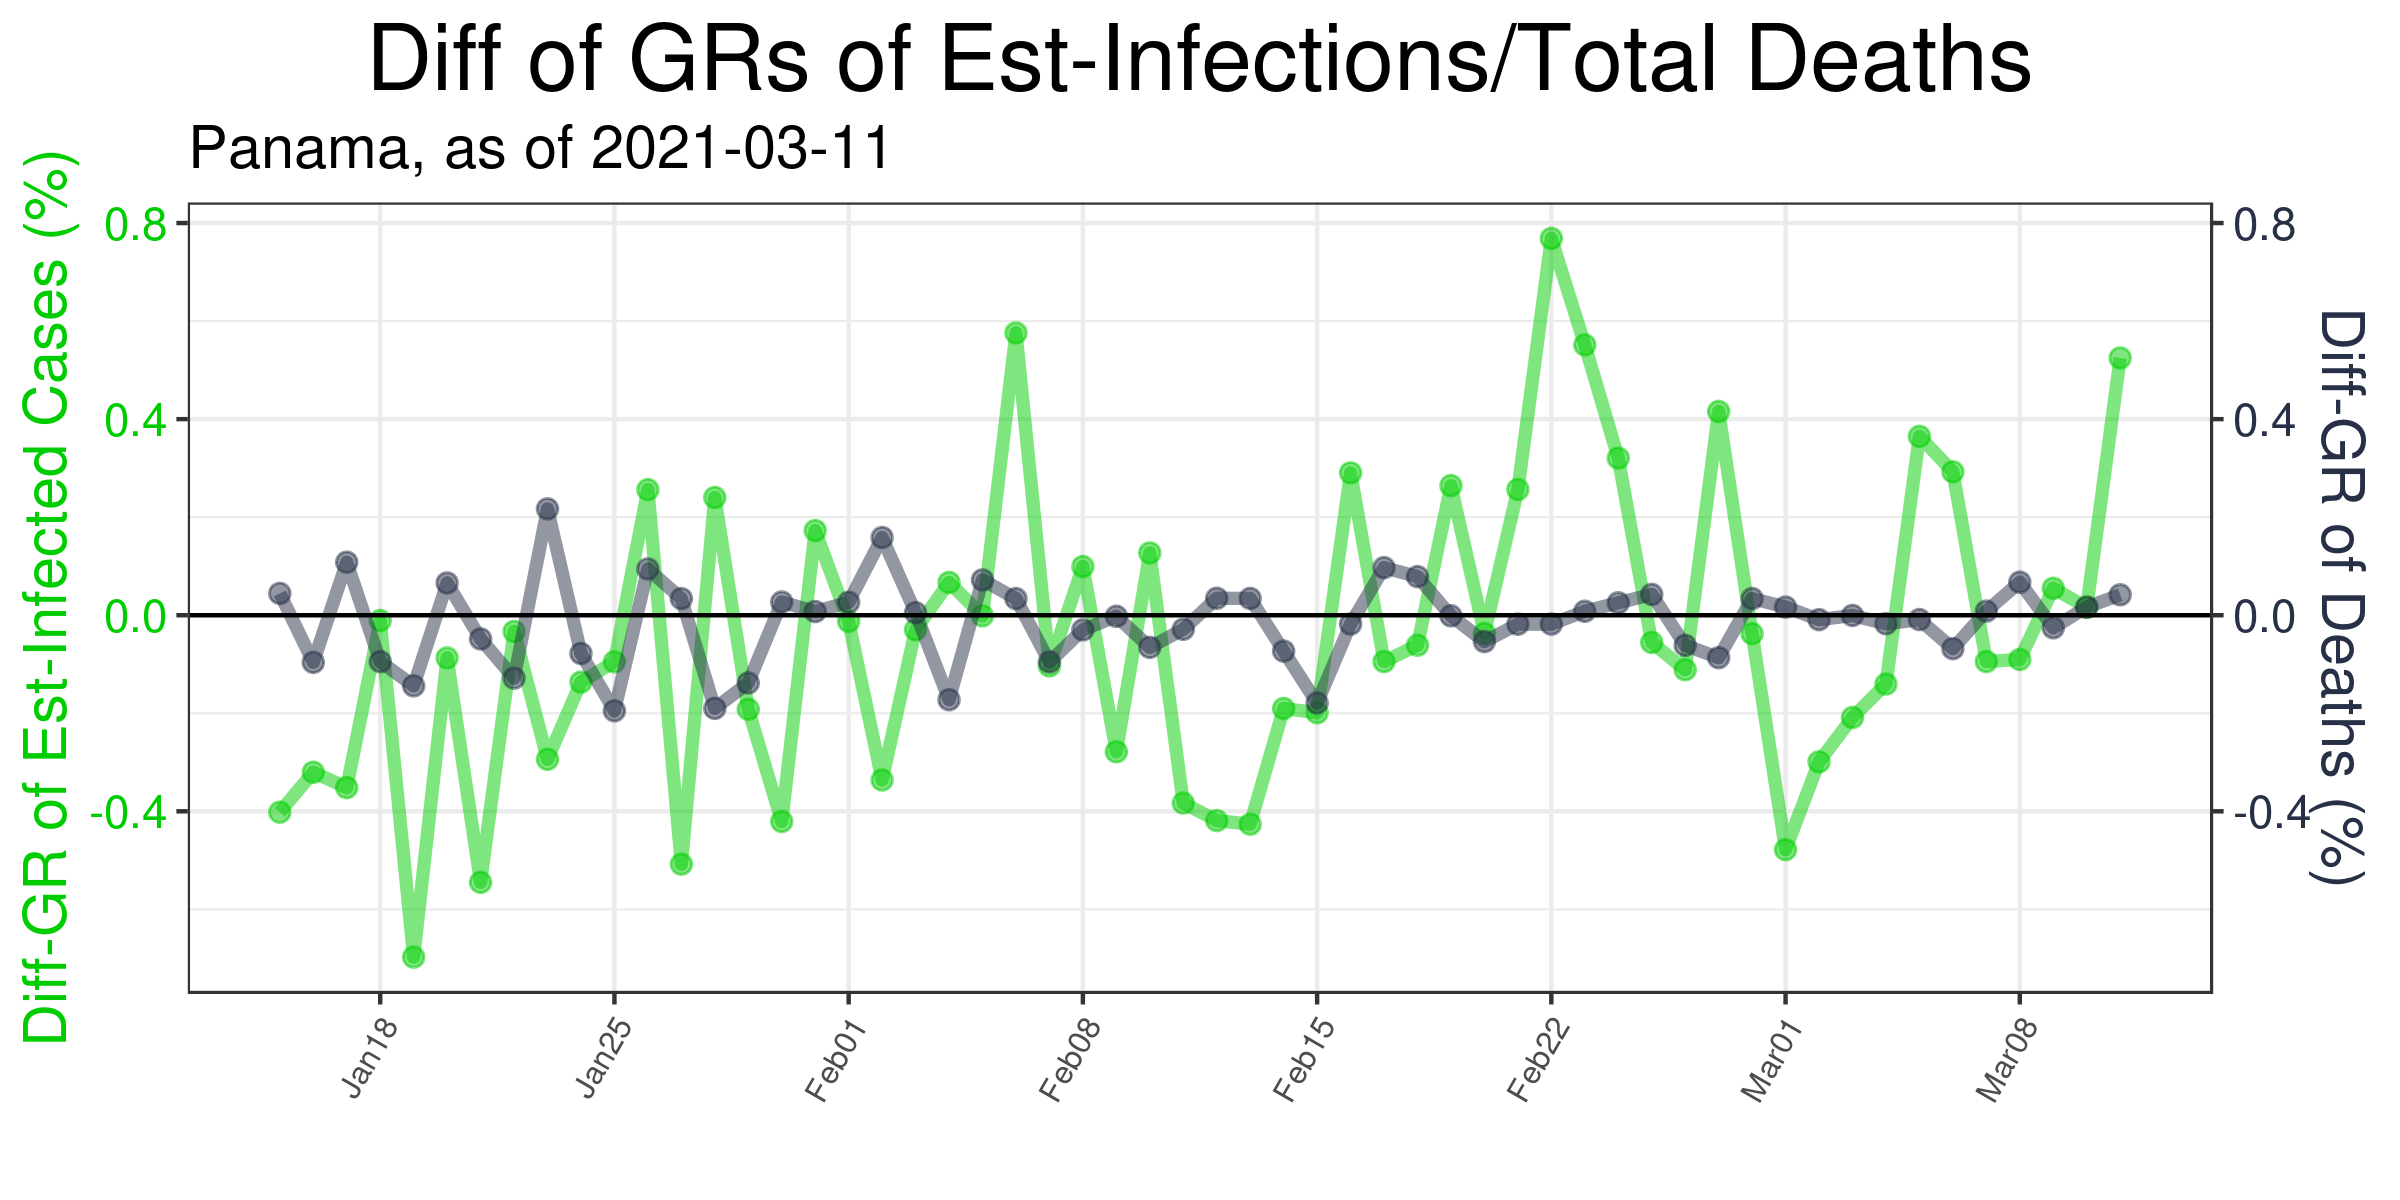 Diff of GRs of Est-Infections/Total Deaths
Panama, as of 2021-03-11
Diff-GR of Est-Infected Cases (%)
0.8
0.4
0.0
-0.4
0.8
0.4
0.0
-0.4
Diff-GR of Deaths (%)
Jan18
Jan25
Feb01
Feb08
Feb15
Feb22
Mar01
Mar08